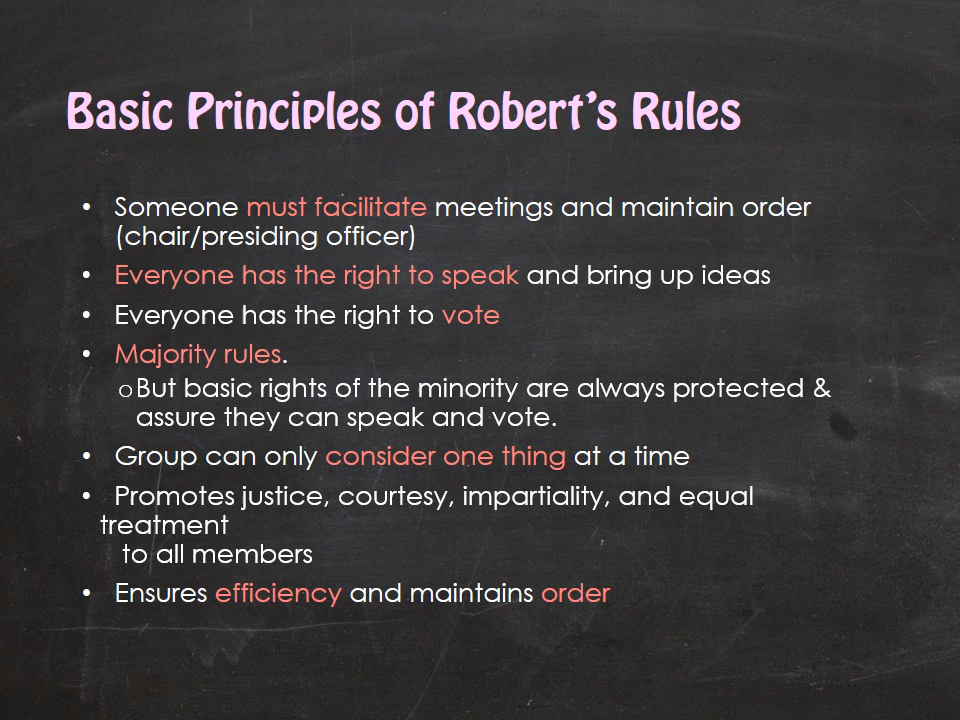 Basic Principles of Robert's Rules
• Someone must facilitate meetings and maintain order
(chair/presiding officer)
• Everyone has the right to speak and bring up ideas
• Everyone has the right to vote
• Majority rules.
o But basic rights of the minority are always protected &
assure they can speak and vote.
• Group can only consider one thing at a time
• Promotes justice, courtesy, impartiality, and equal
treatment
to all members
• Ensures efficiency and maintains order